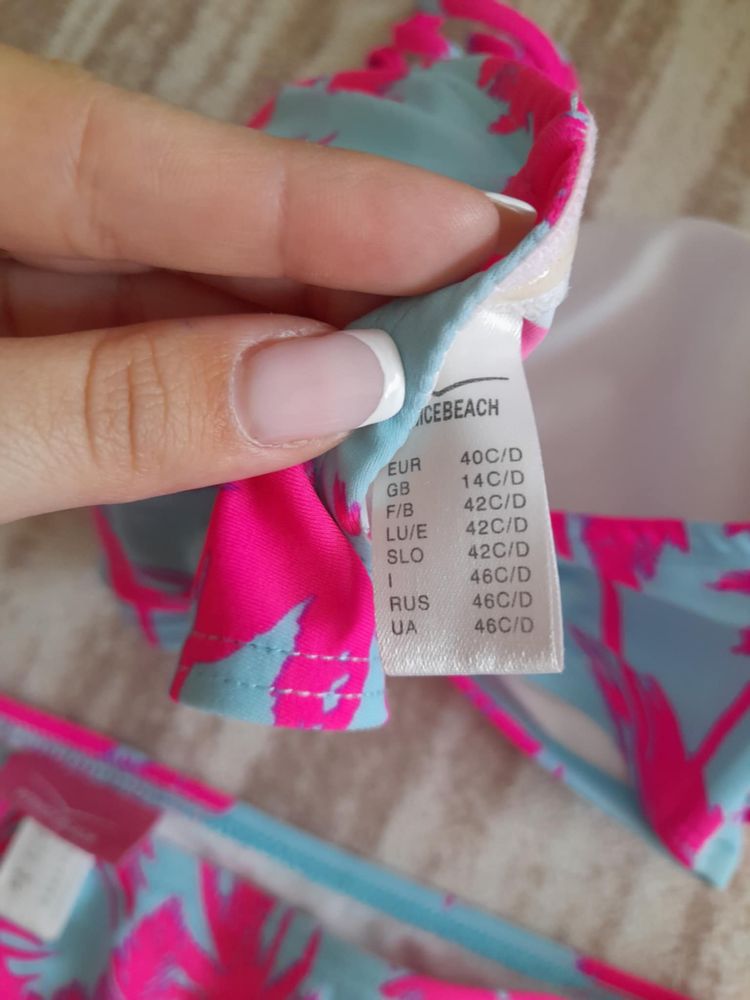 ICEBEACH
EUR 40C/D
GB 14C/D
F/B 42C/D
LU/E 42C/D
SLO 42C/D
I 46C/D
RUS 46C/D
UA 46C/D